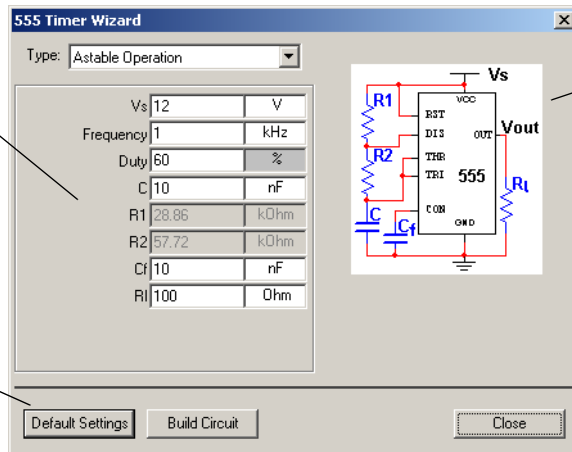 555 Timer Wizard
Type: Astable Operation
Vs 12 V
Frequency 1 kHz
Duty 60 %
C 10 nF
R1 28.86 kOhm
R2 57.72 kOhm
Cf 10 nF
Rl 100 Ohm
Vs
R1
VCC
RST
DIS
OUT
Vout
R2
THR
TRI
555
Rl
CON
C
Cf
GND
Default Settings
Build Circuit
Close